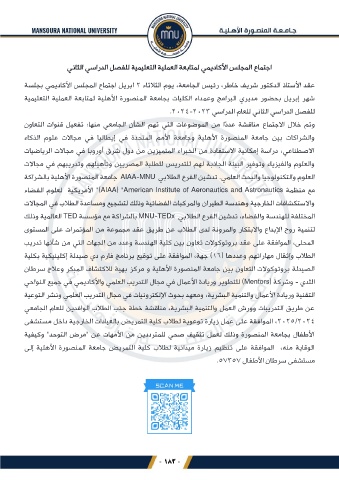 MANSOURA NATIONAL UNIVERSITY
جامعـة المنصورة الأهلية
اجتماع المجلس الأكاديمي لمتابعة العملية التعليمية للفصل الدراسي الثاني
عقد الأستاذ الدكتور شريف خاطر، رئيس الجامعة، يوم الثلاثاء ٢ ابريل اجتماع المجلس الأكاديمي بجلسة
شهر إبريل بحضور مديري البرامج وعمداء الكليات بجامعة المنصورة الأهلية لمتابعة العملية التعليمية
للفصل الدراسي الثاني للعام الدراسي ٢٠٢٣-٢٠٢٤.
وتم خلال الاجتماع مناقشة عددًا من الموضوعات التي تهم الشأن الجامعي منها: تفعيل قنوات التعاون
والشراكات بين جامعة المنصورة الأهلية وجامعة الأمم المتحدة في إيطاليا في مجالات علوم الذكاء
الاصطناعي، دراسة إمكانية الاستفادة من الخبراء المتميزين من دول شرق أوروبا في مجالات الرياضيات
والعلوم والفيزياء وتوفير البيئة الجاذبة لهم للتدريس للطلبة المصريين وتأهيلهم وتدريبهم في مجالات
العلوم والتكنولوجيا والبحث العلمي. تدشين الفرع الطلابي AIAA-MNU جامعة المنصورة الأهلية بالشراكة
مع منظمة American Institute of Aeronautics and Astronautics" (AIAA)" الأمريكية لعلوم الفضاء
والاستكشافات الخارجية وهندسة الطيران والمركبات الفضائية وذلك لتشجيع ومساعدة الطلاب في المجالات
المختلفة للهندسة والفضاء، تدشين الفرع الطلابي MNU-TEDx بالشراكة مع مؤسسة TED العالمية وذلك
لتنمية روح الإبداع والابتكار والمرونة لدى الطلاب عن طريق عقد مجموعة من المؤتمرات على المستوى
المحلي، الموافقة على عقد بروتوكولات تعاون بين كلية الهندسة وعدد من الجهات التي من شأنها تدريب
الطلاب وإثقال مهاراتهم وعددها (١٦) جهة، الموافقة على توقيع برنامج فارم دي صيدلة إكلينيكية بكلية
الصيدلة بروتوكولات التعاون بين جامعة المنصورة الأهلية و مركز بهية للاكتشاف المبكر وعلاج سرطان
الثدي - وشركة (Mentors) للتطوير وريادة الأعمال في مجال التدريب العلمي والأكاديمي في جميع النواحي
التقنية وريادة الأعمال والتنمية البشرية، ومعهد بحوث الإلكترونيات في مجال التدريب العلمي ونشر التوعية
عن طريق التدريبات وورش العمل والتنمية البشرية، مناقشة خطة جذب الطلاب الوافدين للعام الجامعي
٢٠٢٥/٢٠٢٤، الموافقة على عمل زيارة توعوية لطلاب كلية التمريض بالعيادات الخارجية داخل مستشفى
الأطفال بجامعة المنصورة وذلك لعمل تثقيف صحي للمترددين من الأمهات عن "مرض التوحد" وكيفية
الوقاية منه، الموافقة على تنظيم زيارة ميدانية لطلاب كلية التمريض جامعة المنصورة الأهلية إلى
مستشفى سرطان الأطفال ٥٧٣٥٧.
SCAN ME
- ١٨٣ -